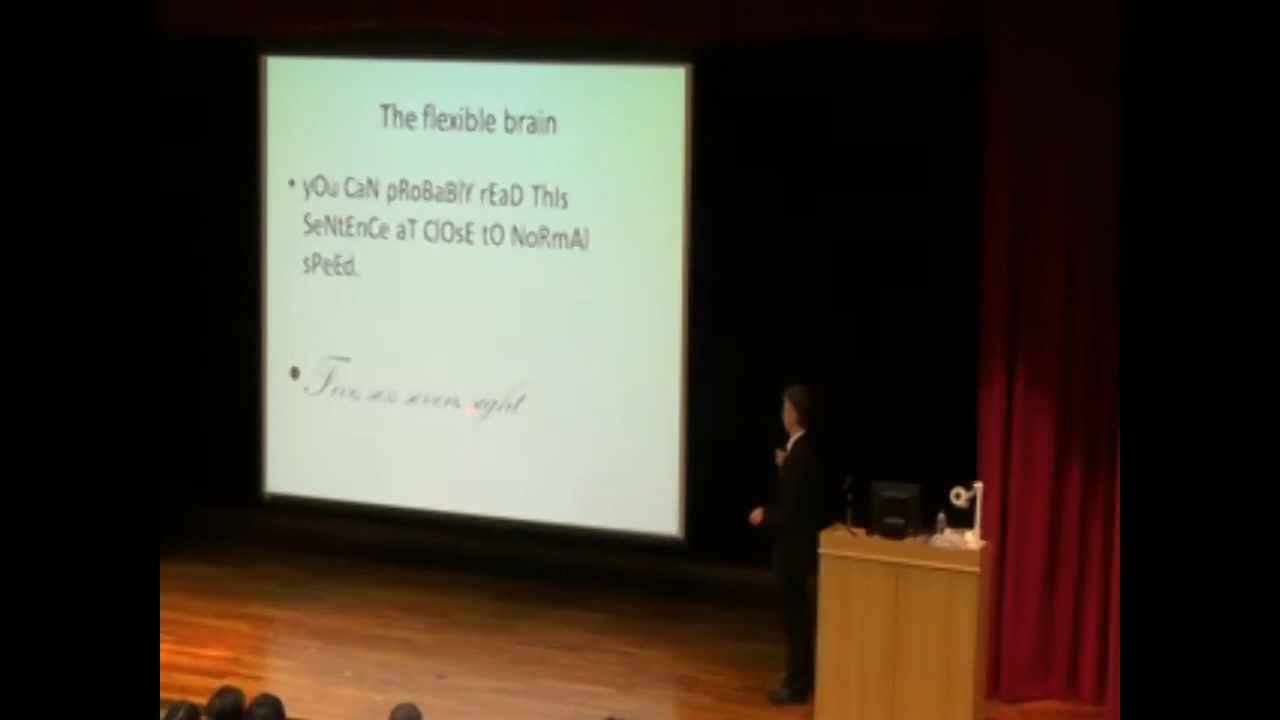 The flexible brain
• yOu CaN pRoBaBlY rEaD ThIs
SeNtEnCe aT ClOsE tO NoRmAl
sPeEd.
• Five six seven eight